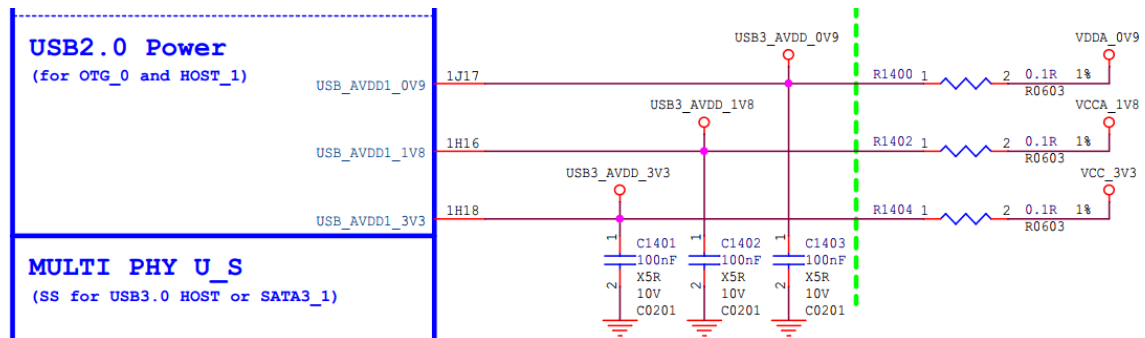 USB2.0 Power
(for OTG_0 and HOST_1)
USB_AVDD1_0V9
1J17
USB3_AVDD_0V9
R1400 1
2 0.1R 1%
R0603
VDDA_0V9
USB_AVDD1_1V8
1H16
USB3_AVDD_1V8
R1402 1
2 0.1R 1%
R0603
VCCA_1V8
USB_AVDD1_3V3
1H18
USB3_AVDD_3V3
R1404 1
2 0.1R 1%
R0603
VCC_3V3
MULTI PHY U_S
(SS for USB3.0 HOST or SATA3_1)
1
2
C1401
100nF
X5R
10V
C0201
1
2
C1402
100nF
X5R
10V
C0201
1
2
C1403
100nF
X5R
10V
C0201